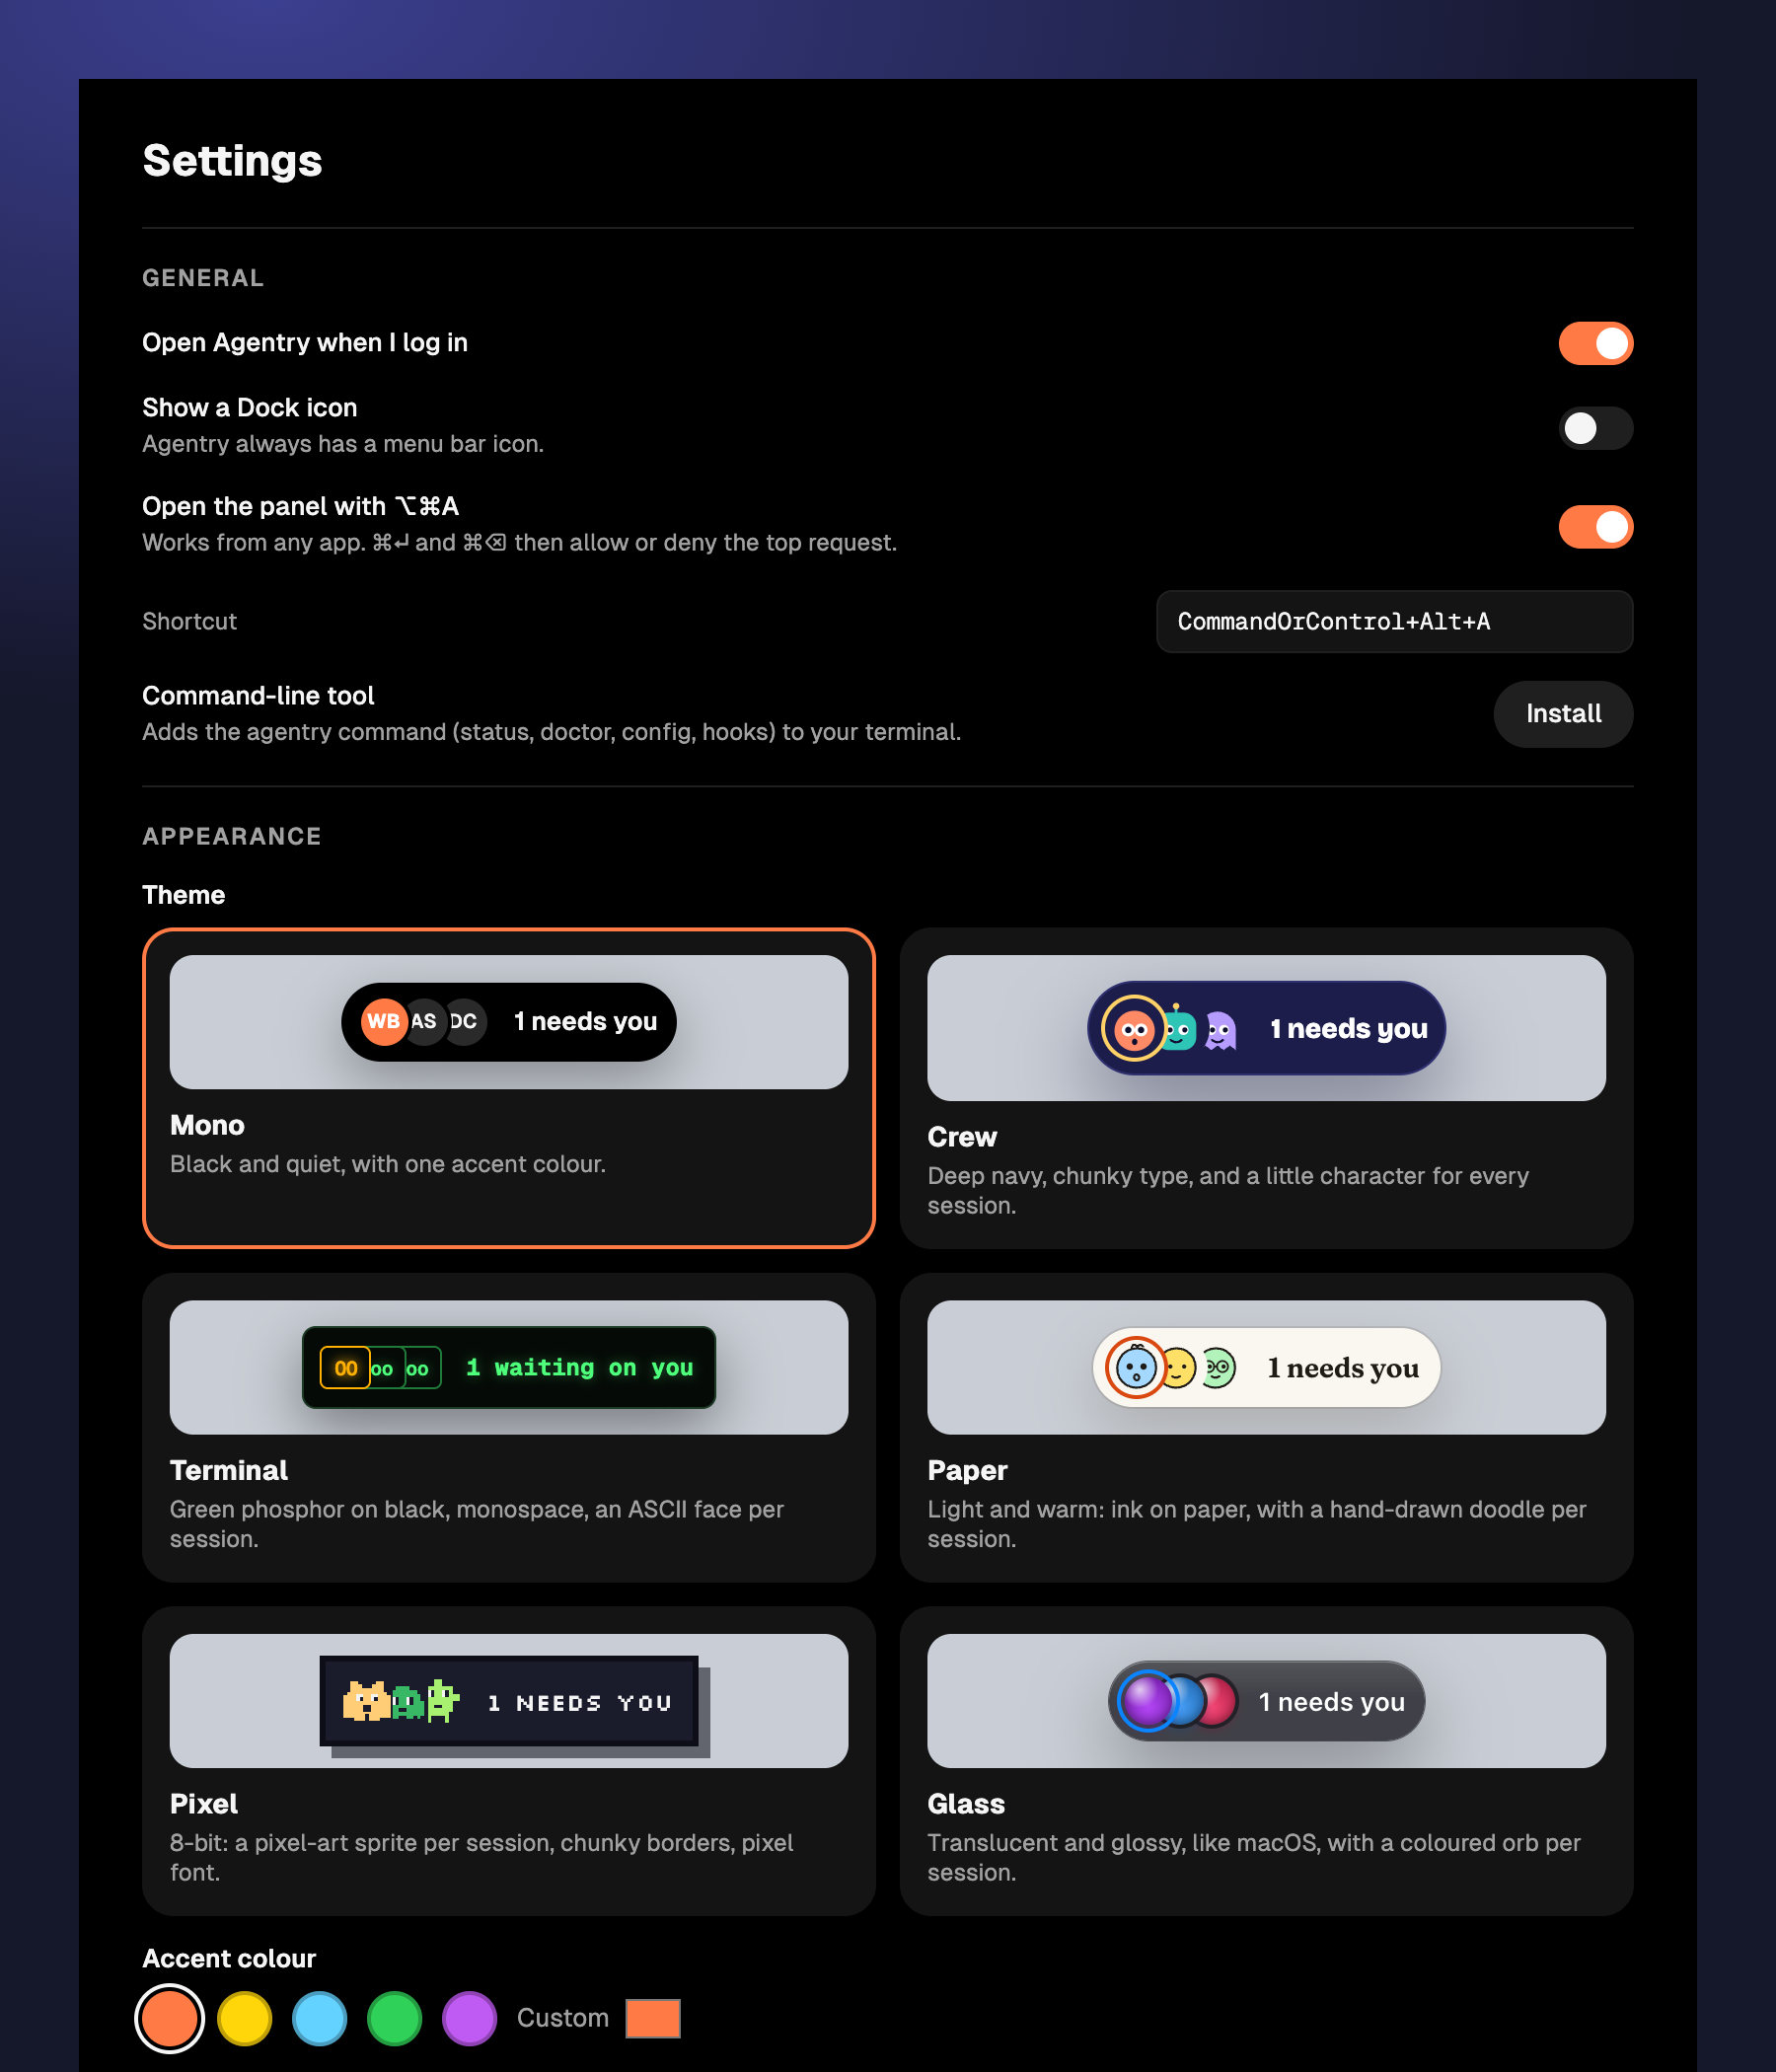 Settings
GENERAL
Open Agentry when I log in
Show a Dock icon
Agentry always has a menu bar icon.
Open the panel with ⌥⌘A
Works from any app. ⌘↵ and ⌘⌫ then allow or deny the top request.
Shortcut
CommandOrControl+Alt+A
Command-line tool
Adds the agentry command (status, doctor, config, hooks) to your terminal.
Install
APPEARANCE
Theme
WB AS DC 1 needs you
Mono
Black and quiet, with one accent colour.
1 needs you
Crew
Deep navy, chunky type, and a little character for every
session.
OO oo oo 1 waiting on you
Terminal
Green phosphor on black, monospace, an ASCII face per
session.
1 needs you
Paper
Light and warm: ink on paper, with a hand-drawn doodle per
session.
1 NEEDS YOU
Pixel
8-bit: a pixel-art sprite per session, chunky borders, pixel
font.
1 needs you
Glass
Translucent and glossy, like macOS, with a coloured orb per
session.
Accent colour
Custom